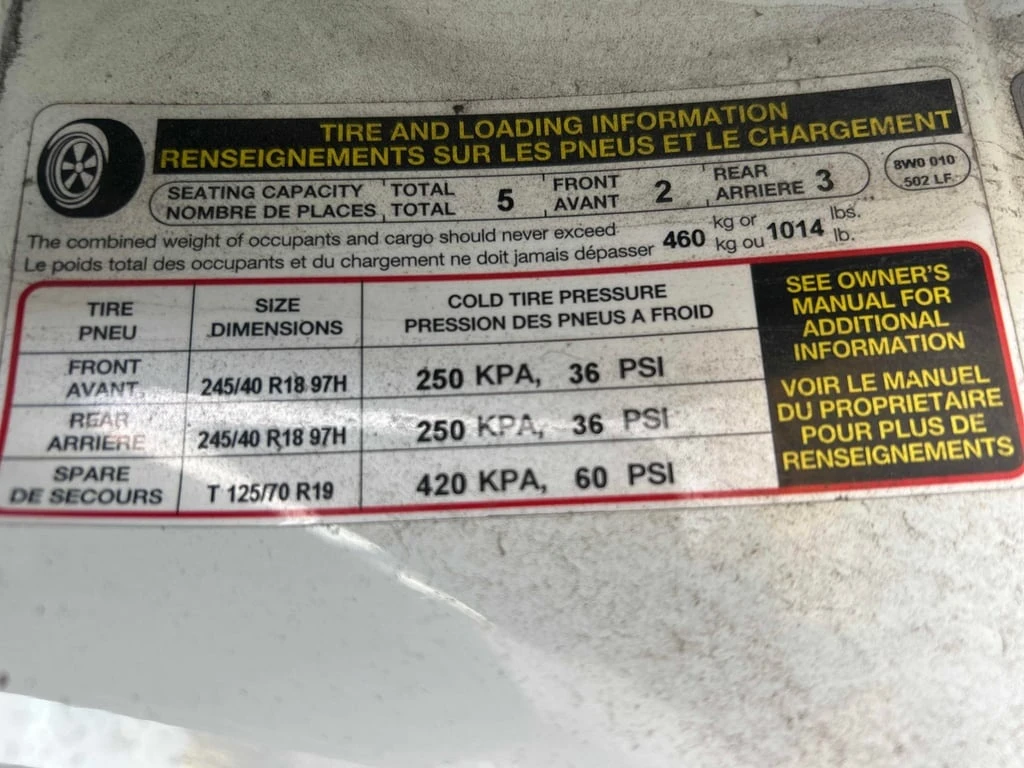 TIRE AND LOADING INFORMATION
RENSEIGNEMENTS SUR LES PNEUS ET LE CHARGEMENT
SEATING CAPACITY TOTAL 5 FRONT 2 REAR 3
NOMBRE DE PLACES TOTAL AVANT ARRIERE
8W0 010
502 LF
The combined weight of occupants and cargo should never exceed 460 kg or 1014 lbs.
Le poids total des occupants et du chargement ne doit jamais dépasser kg ou lb.
TIRE SIZE COLD TIRE PRESSURE
PNEU DIMENSIONS PRESSION DES PNEUS A FROID
FRONT
AVANT 245/40 R18 97H 250 KPA, 36 PSI
REAR
ARRIERE 245/40 R18 97H 250 KPA, 36 PSI
SPARE
DE SECOURS T 125/70 R19 420 KPA, 60 PSI
SEE OWNER'S
MANUAL FOR
ADDITIONAL
INFORMATION
VOIR LE MANUEL
DU PROPRIETAIRE
POUR PLUS DE
RENSEIGNEMENTS